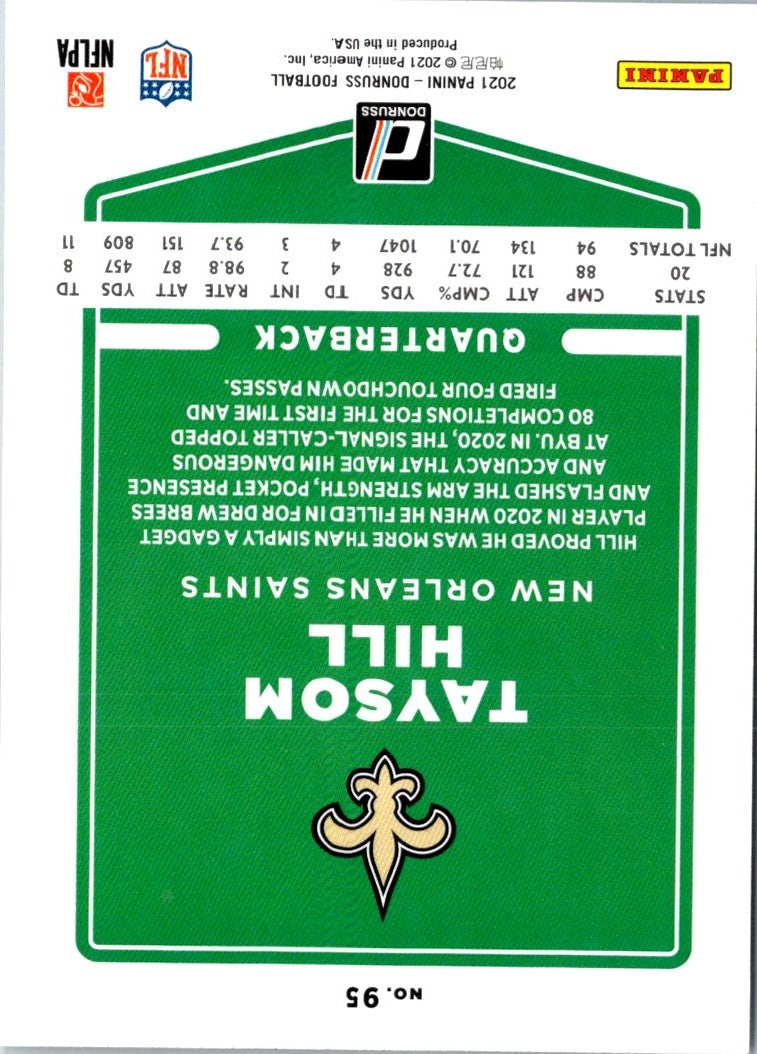 NO. 95
TAYSOM
HILL
NEW ORLEANS SAINTS
HILL PROVED HE WAS MORE THAN SIMPLY A GADGET
PLAYER IN 2020 WHEN HE FILLED IN FOR DREW BREES
AND FLASHED THE ARM STRENGTH, POCKET PRESENCE
AND ACCURACY THAT MADE HIM DANGEROUS
AT BYU. IN 2020, THE SIGNAL-CALLER TOPPED
80 COMPLETIONS FOR THE FIRST TIME AND
FIRED FOUR TOUCHDOWN PASSES.
QUARTERBACK
STATS CMP ATT CMP% YDS TD INT RATE ATT YDS TD
20 88 121 72.7 928 4 2 98.8 87 457 8
NFL TOTALS 94 134 70.1 1047 4 3 93.7 151 809 11
DONRUSS
PANINI
2021 PANINI – DONRUSS FOOTBALL
帕尼尼 © 2021 Panini America, Inc.
Produced in the USA.
NFL
NFLPA